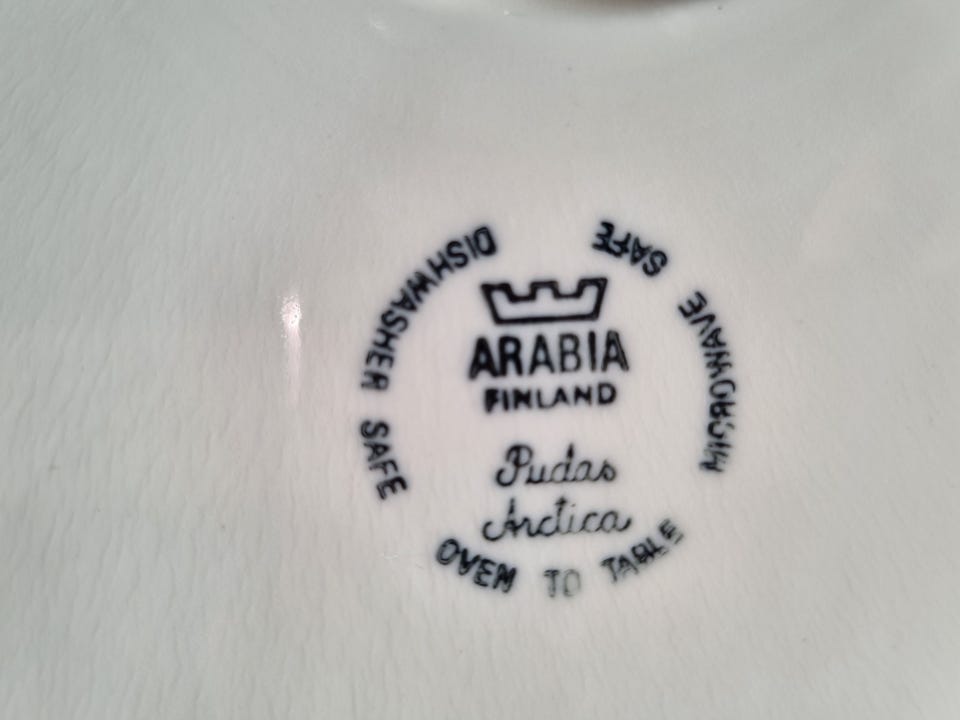 ARABIA
FINLAND
Pudas
Arctica
DISHWASHER SAFE
OVEN TO TABLE
MICROWAVE SAFE